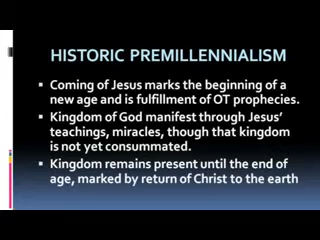 HISTORIC PREMILLENNIALISM
Coming of Jesus marks the beginning of a
new age and is fulfillment of OT prophecies.
Kingdom of God manifest through Jesus’
teachings, miracles, though that kingdom
is not yet consummated.
Kingdom remains present until the end of
age, marked by return of Christ to the earth